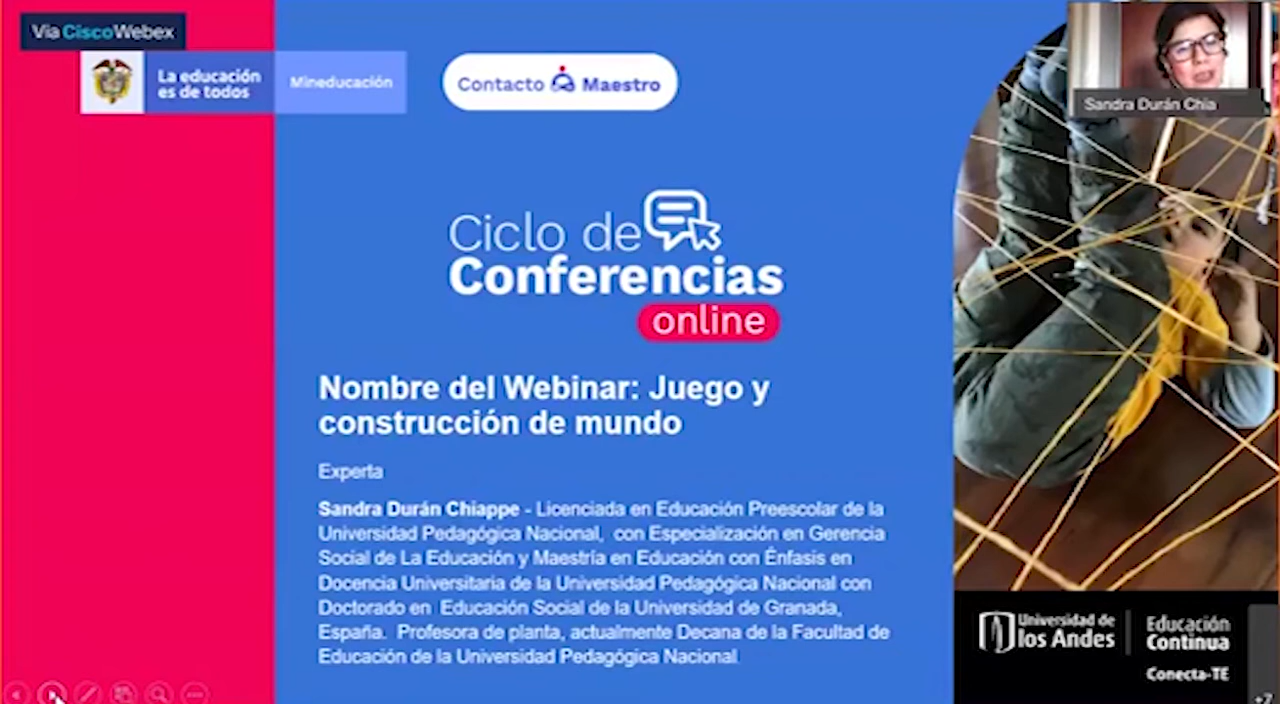 Vía CiscoWebex
La educación
es de todos
Mineducación
Contacto Maestro
Sandra Durán Chia
Ciclo de
Conferencias
online
Nombre del Webinar: Juego y
construcción de mundo
Experta
Sandra Durán Chiappe - Licenciada en Educación Preescolar de la
Universidad Pedagógica Nacional, con Especialización en Gerencia
Social de La Educación y Maestría en Educación con Énfasis en
Docencia Universitaria de la Universidad Pedagógica Nacional con
Doctorado en Educación Social de la Universidad de Granada,
España. Profesora de planta, actualmente Decana de la Facultad de
Educación de la Universidad Pedagógica Nacional
Universidad de
los Andes
Educación
Continua
Conecta-TE
+7